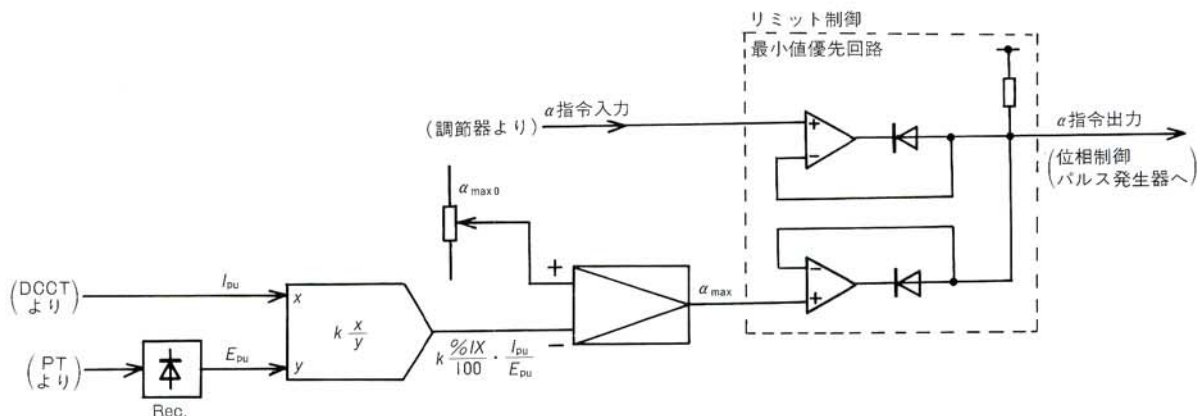 リミット制御
最小値優先回路
α指令入力
(調節器より)
+
−
α指令出力
(位相制御
パルス発生器へ)
αmax0
+
−
+
−
αmax
(DCCT
より)
Ipu
x
k x/y
y
(PT
より)
Epu
Rec.
k %IX/100 · Ipu/Epu